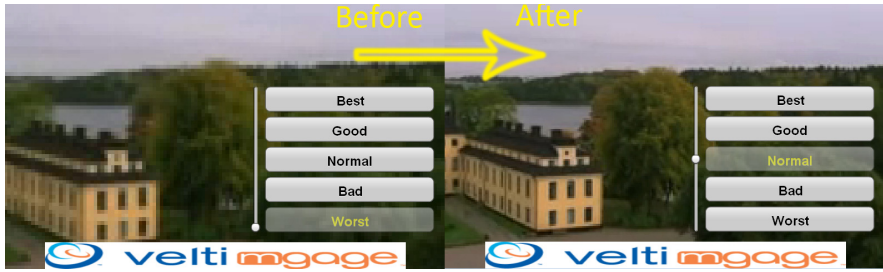 Before After
Best
Good
Normal
Bad
Worst
velti mgage
Best
Good
Normal
Bad
Worst
velti mgage